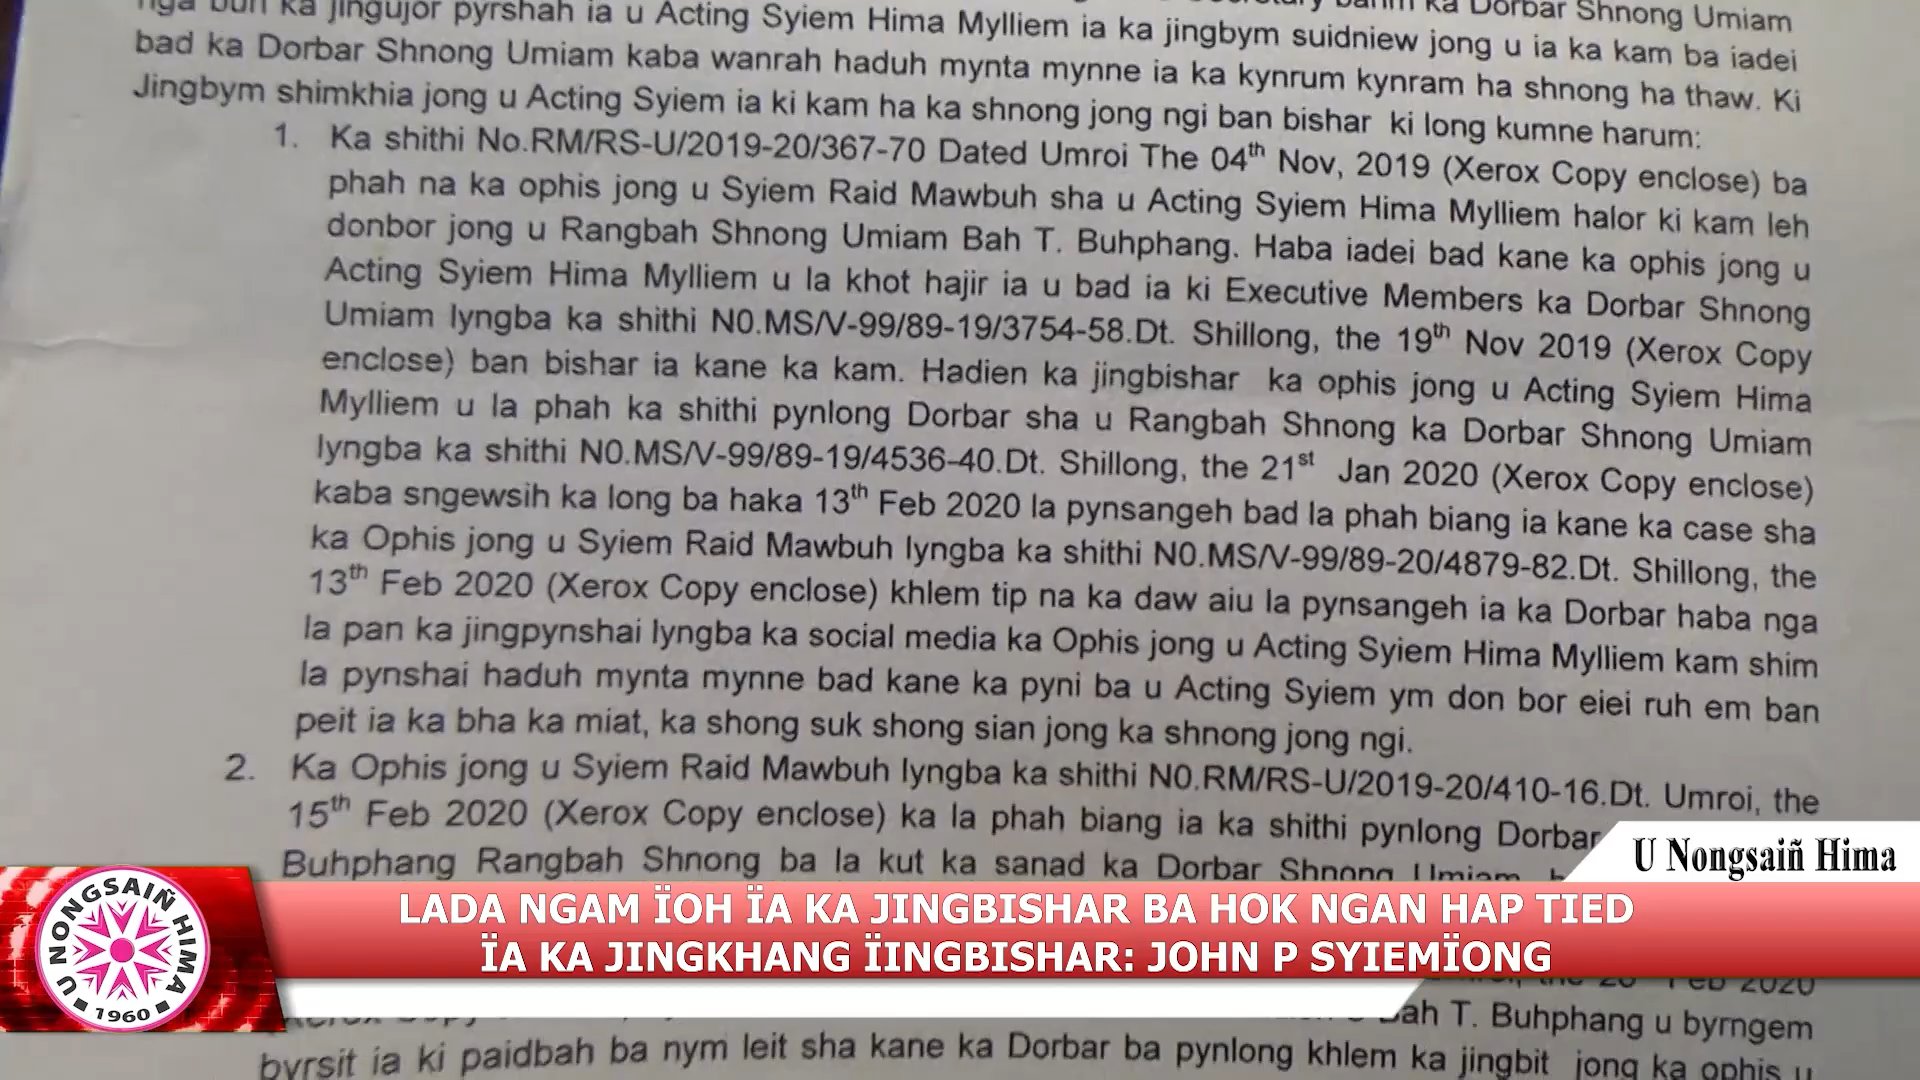 nga bun ka jingujor pyrshah ia u Acting Syiem Hima Mylliem ia ka jingbym suidniew jong u ia ka kam ba iadei
ka Dorbar Shnong Umiam
bad ka Dorbar Shnong Umiam kaba wanrah haduh mynta mynne ia ka kynrum kynram ha shnong ha thaw. Ki
Jingbym shimkhia jong u Acting Syiem ia ki kam ha ka shnong jong ngi ban bishar ki long kumne harum:
1. Ka shithi No.RM/RS-U/2019-20/367-70 Dated Umroi The 04th Nov, 2019 (Xerox Copy enclose) ba
phah na ka ophis jong u Syiem Raid Mawbuh sha u Acting Syiem Hima Mylliem halor ki kam leh
donbor jong u Rangbah Shnong Umiam Bah T. Buhphang. Haba iadei bad kane ka ophis jong u
Acting Syiem Hima Mylliem u la khot hajir ia u bad ia ki Executive Members ka Dorbar Shnong
Umiam lyngba ka shithi N0.MS/V-99/89-19/3754-58.Dt. Shillong, the 19th Nov 2019 (Xerox Copy
enclose) ban bishar ia kane ka kam. Hadien ka jingbishar ka ophis jong u Acting Syiem Hima
Mylliem u la phah ka shithi pynlong Dorbar sha u Rangbah Shnong ka Dorbar Shnong Umiam
lyngba ka shithi N0.MS/V-99/89-19/4536-40.Dt. Shillong, the 21st Jan 2020 (Xerox Copy enclose)
kaba sngewsih ka long ba haka 13th Feb 2020 la pynsangeh bad la phah biang ia kane ka case sha
ka Ophis jong u Syiem Raid Mawbuh lyngba ka shithi N0.MS/V-99/89-20/4879-82.Dt. Shillong, the
13th Feb 2020 (Xerox Copy enclose) khlem tip na ka daw aiu la pynsangeh ia ka Dorbar haba nga
la pan ka jingpynshai lyngba ka social media ka Ophis jong u Acting Syiem Hima Mylliem kam shim
la pynshai haduh mynta mynne bad kane ka pyni ba u Acting Syiem ym don bor eiei ruh em ban
peit ia ka bha ka miat, ka shong suk shong sian jong ka shnong jong ngi.
2. Ka Ophis jong u Syiem Raid Mawbuh lyngba ka shithi N0.RM/RS-U/2019-20/410-16.Dt. Umroi, the
15th Feb 2020 (Xerox Copy enclose) ka la phah biang ia ka shithi pynlong Dorbar
Buhphang Rangbah Shnong ba la kut ka sanad ka Dorbar Shnong Umiam
U Nongsaiñ Hima
LADA NGAM ÏOH ÏA KA JINGBISHAR BA HOK NGAN HAP TIED
ÏA KA JINGKHANG ÏINGBISHAR: JOHN P SYIEMÏONG
U NONGSAIÑ HIMA
1960
Feb 2020
Bah T. Buhphang u byrngem
byrsit ia ki paidbah ba nym leit sha kane ka Dorbar ba pynlong khlem ka jingbit jong ka ophis u